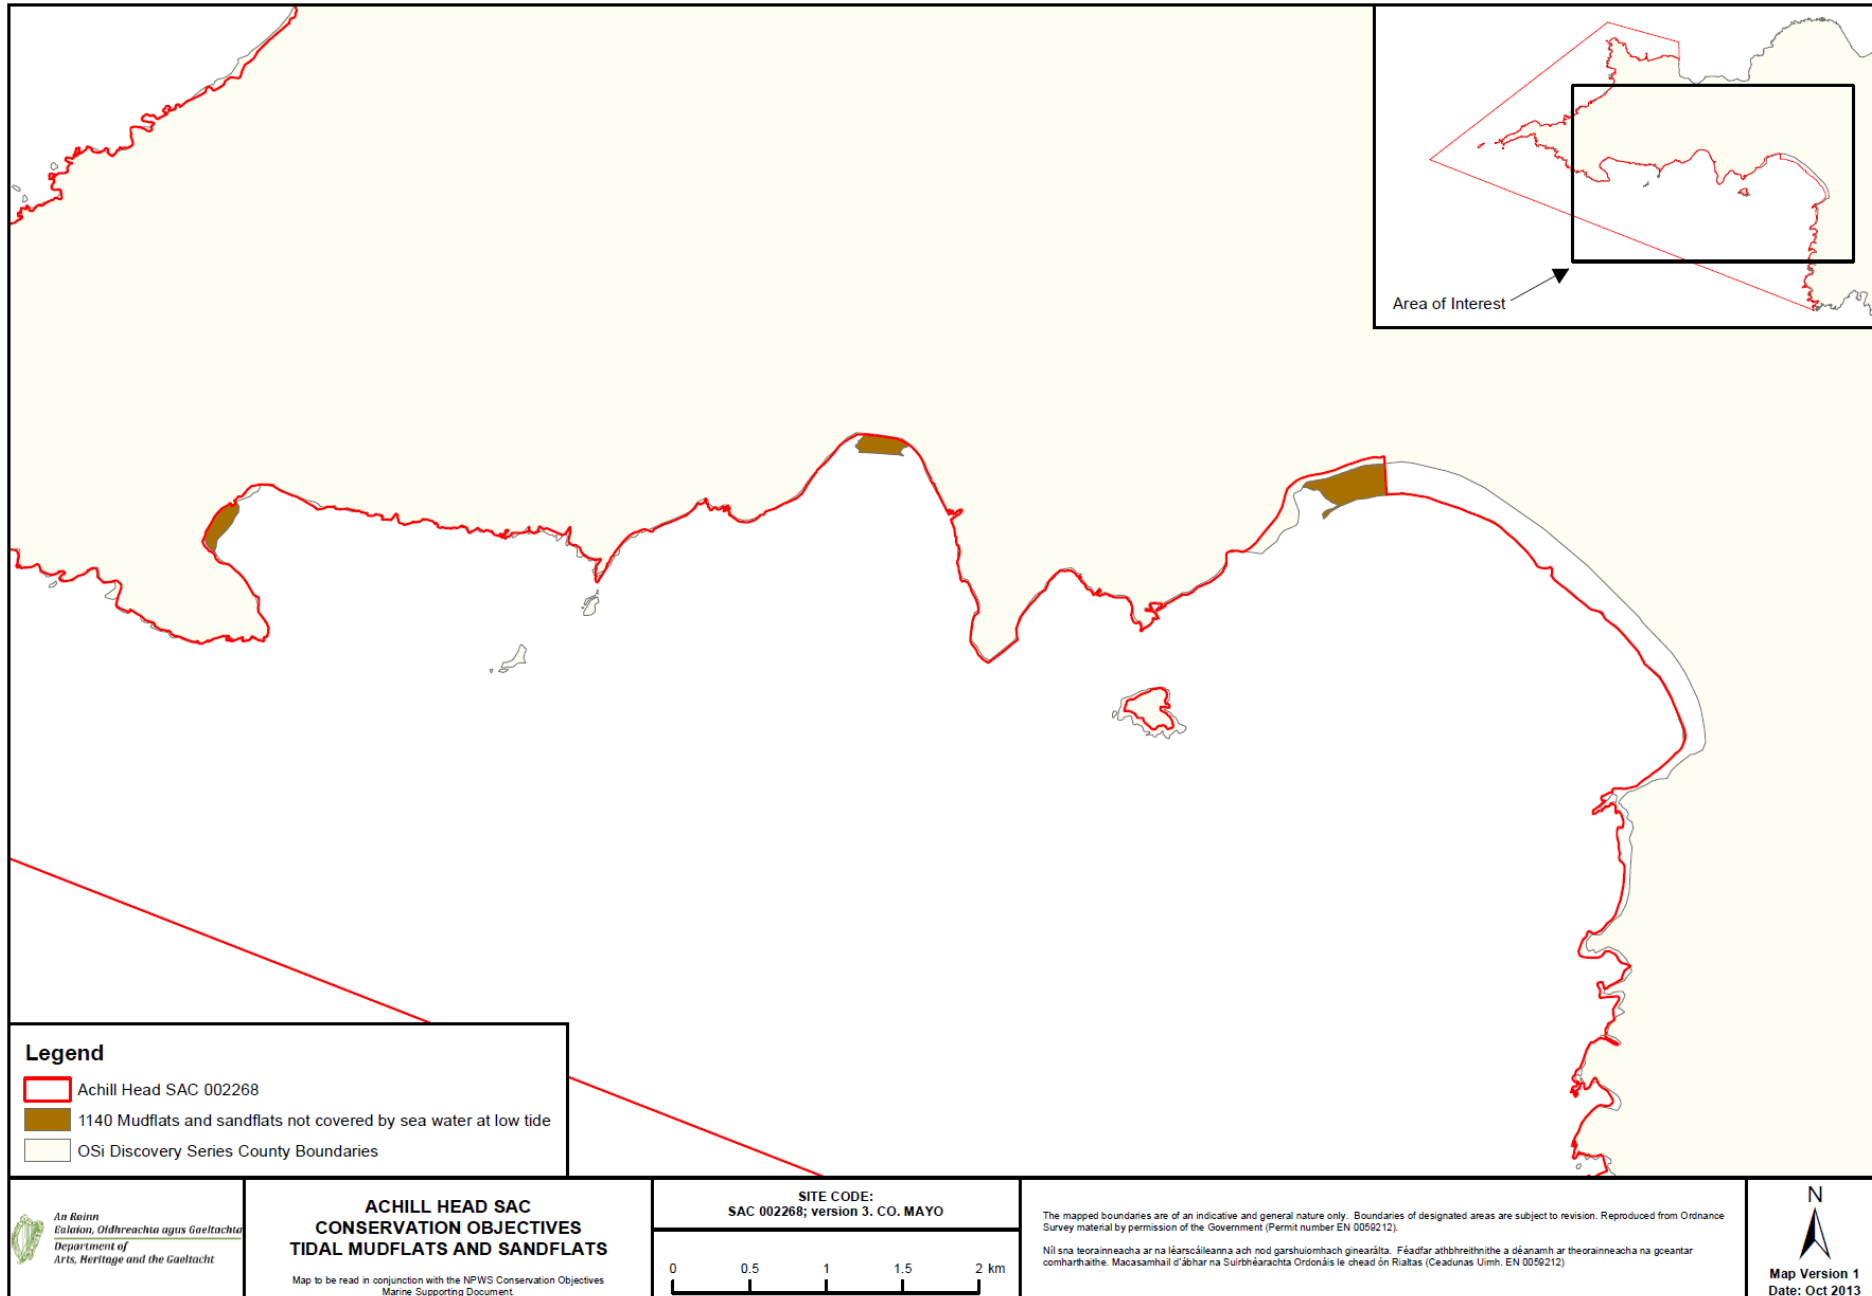 Area of Interest
Legend
Achill Head SAC 002268
1140 Mudflats and sandflats not covered by sea water at low tide
OSi Discovery Series County Boundaries
An Roinn
Ealaíon, Oidhreachta agus Gaeltachta
Department of
Arts, Heritage and the Gaeltacht
ACHILL HEAD SAC
CONSERVATION OBJECTIVES
TIDAL MUDFLATS AND SANDFLATS
Map to be read in conjunction with the NPWS Conservation Objectives
Marine Supporting Document.
SITE CODE:
SAC 002268; version 3. CO. MAYO
0 0.5 1 1.5 2 km
The mapped boundaries are of an indicative and general nature only. Boundaries of designated areas are subject to revision. Reproduced from Ordnance
Survey material by permission of the Government (Permit number EN 0059212).
Níl sna teorainneacha ar na léarscáileanna ach nod garshuiomhach ginearálta. Féadfar athbhreithnithe a déanamh ar theorainneacha na gceantar
comharthaithe. Macasamhail d'ábhar na Suirbhéarachta Ordonáis le chead ón Rialtas (Ceadunas Uimh. EN 0059212)
N
Map Version 1
Date: Oct 2013